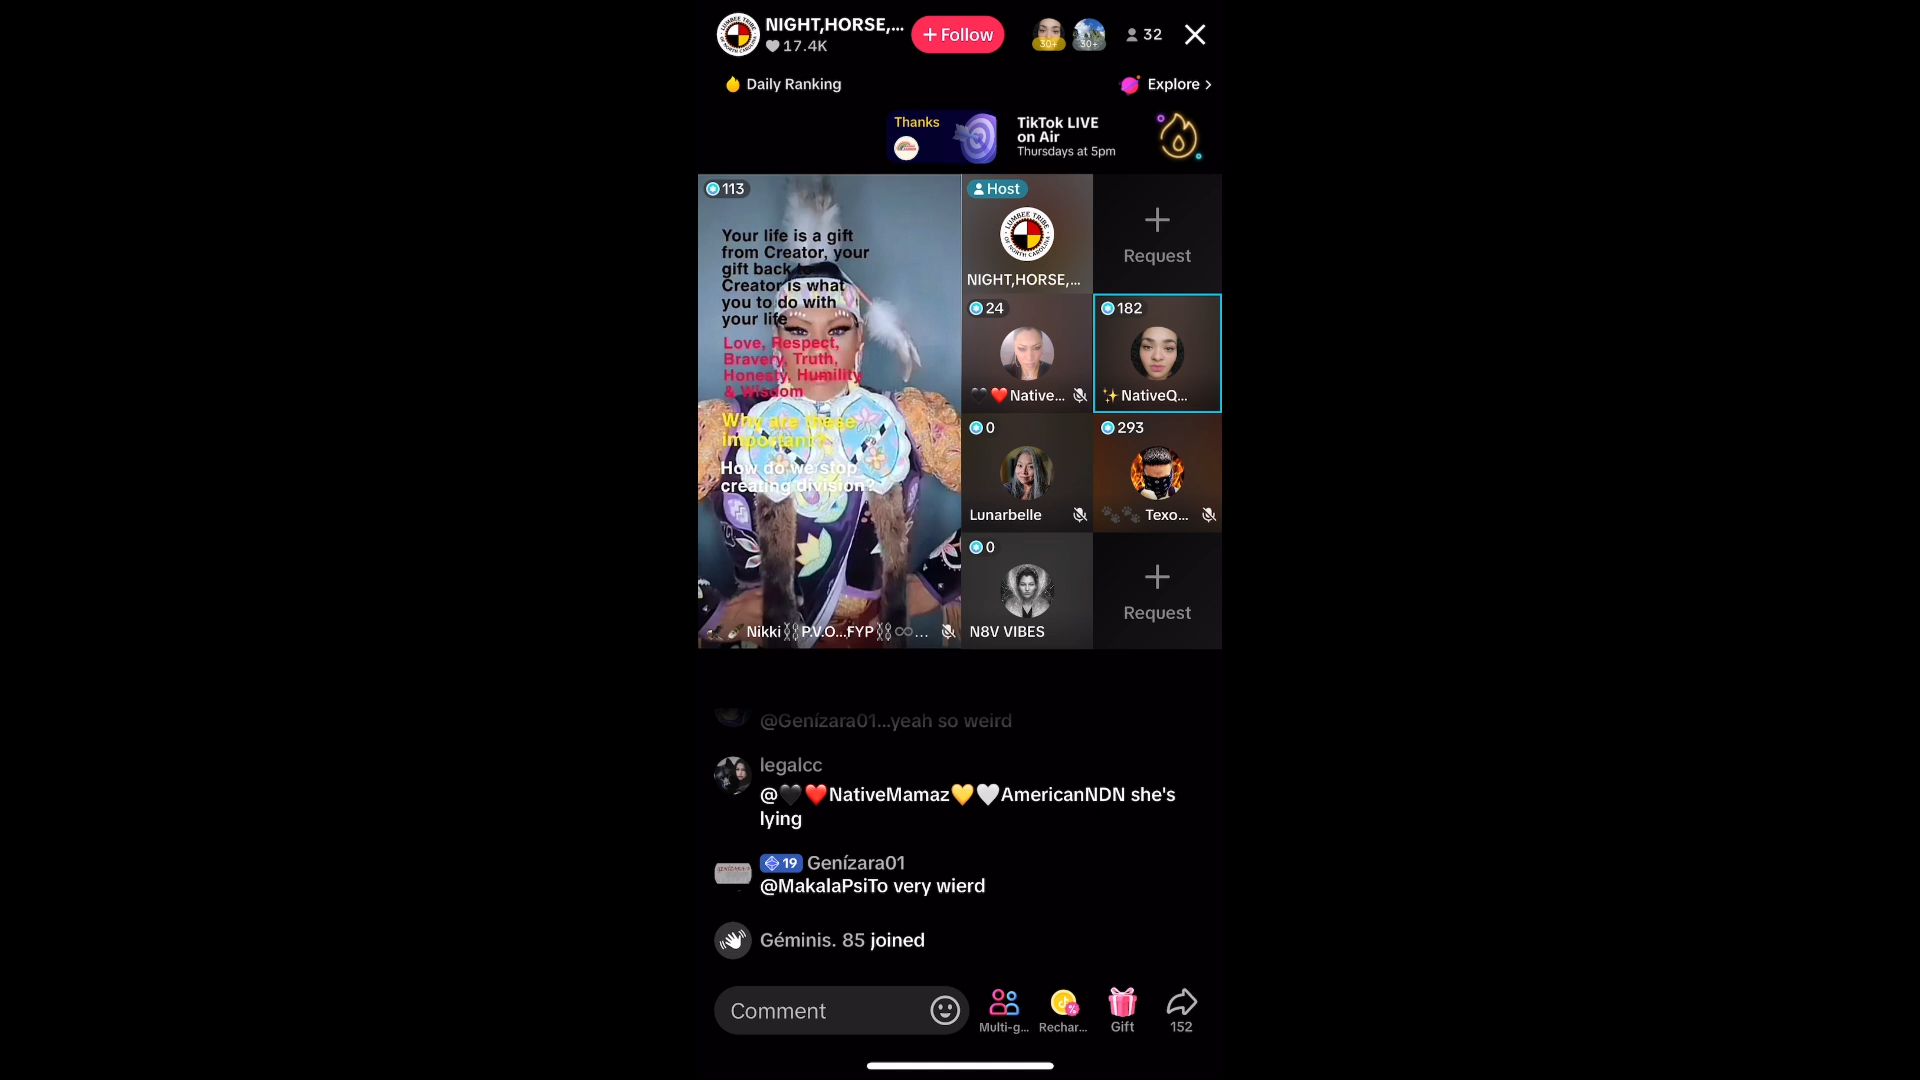 NIGHT,HORSE,...
17.4K
+ Follow
30+
30+
32
Daily Ranking
Explore >
Thanks
TikTok LIVE
on Air
Thursdays at 5pm
113
Your life is a gift
from Creator, your
gift back to
Creator is what
you to do with
your life
Love, Respect,
Bravery, Truth,
Honesty, Humility
& Wisdom
Why are these
important?
How do we stop
creating division?
Nikki⛓️P.V.O...FYP⛓️♾️...
Host
LUMBEE TRIBE
OF NORTH CAROLINA
NIGHT,HORSE,...
Request
24
🖤❤️Native...
182
✨NativeQ...
0
Lunarbelle
293
🐾🐾 Texo...
0
N8V VIBES
Request
@Genízara01...yeah so weird
legalcc
@🖤❤️NativeMamaz💛🤍AmericanNDN she's
lying
19 Genízara01
@MakalaPsiTo very wierd
Géminis. 85 joined
Comment
Multi-g...
Rechar...
Gift
152